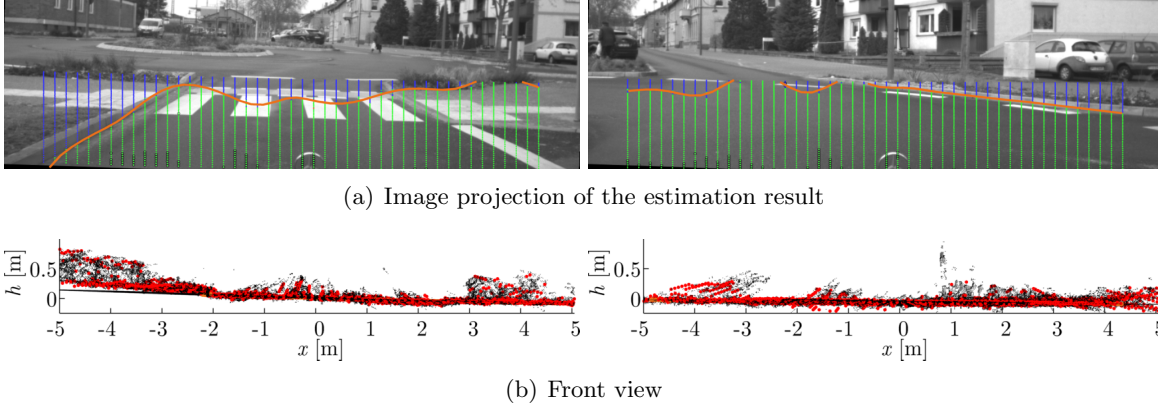 (a) Image projection of the estimation result
h [m]
0.5
0
-5 -4 -3 -2 -1 0 1 2 3 4 5
x [m]
h [m]
0.5
0
-5 -4 -3 -2 -1 0 1 2 3 4 5
x [m]
(b) Front view